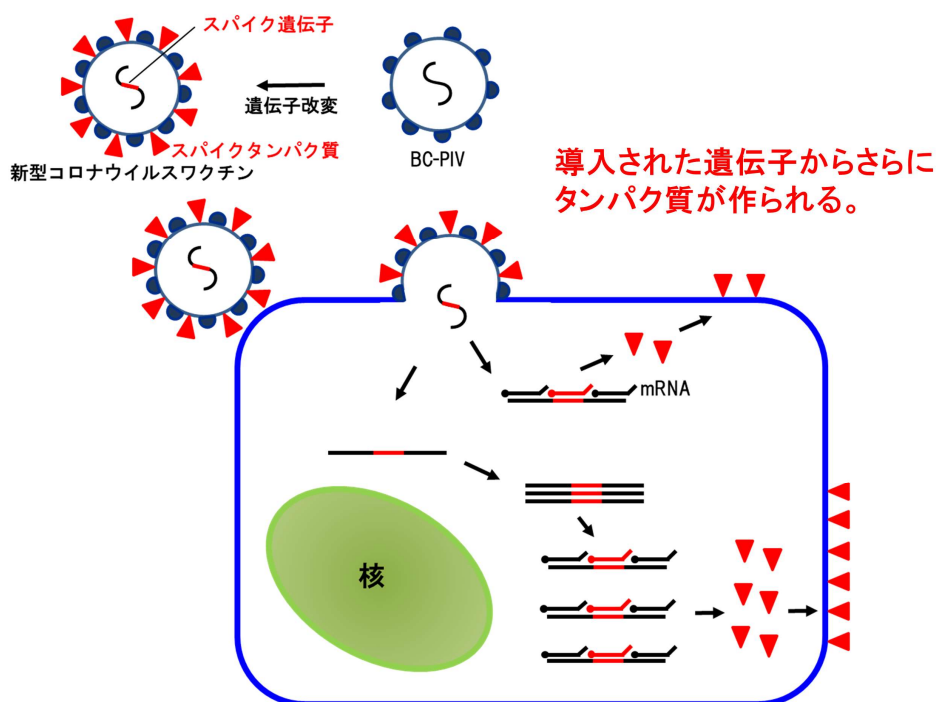 スパイク遺伝子
遺伝子改変
スパイクタンパク質
新型コロナウイルスワクチン
BC-PIV
導入された遺伝子からさらに
タンパク質が作られる。
mRNA
核